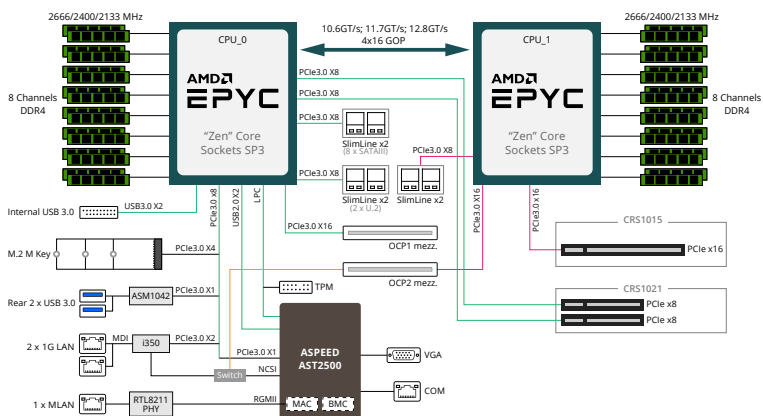 2666/2400/2133 MHz
CPU_0
10.6GT/s; 11.7GT/s; 12.8GT/s
4x16 GOP
CPU_1
2666/2400/2133 MHz
8 Channels
DDR4
AMD
EPYC
"Zen" Core
Sockets SP3
PCIe3.0 X8
PCIe3.0 X8
PCIe3.0 X8
SlimLine x2
(8 x SATAIII)
PCIe3.0 X8
SlimLine x2
(2 x U.2)
PCIe3.0 X8
SlimLine x2
AMD
EPYC
"Zen" Core
Sockets SP3
8 Channels
DDR4
Internal USB 3.0
USB3.0 X2
PCIe3.0 x8
USB2.0 X2
LPC
PCIe3.0 X16
OCP1 mezz.
PCIe3.0 X16
PCIe3.0 x16
CRS1015
PCIe x16
M.2 M Key
PCIe3.0 X4
OCP2 mezz.
TPM
CRS1021
PCIe x8
PCIe x8
Rear 2 x USB 3.0
ASM1042
PCIe3.0 X1
2 x 1G LAN
MDI
i350
PCIe3.0 X2
PCIe3.0 X1
NCSI
Switch
ASPEED
AST2500
VGA
COM
1 x MLAN
RTL8211
PHY
RGMII
MAC
BMC